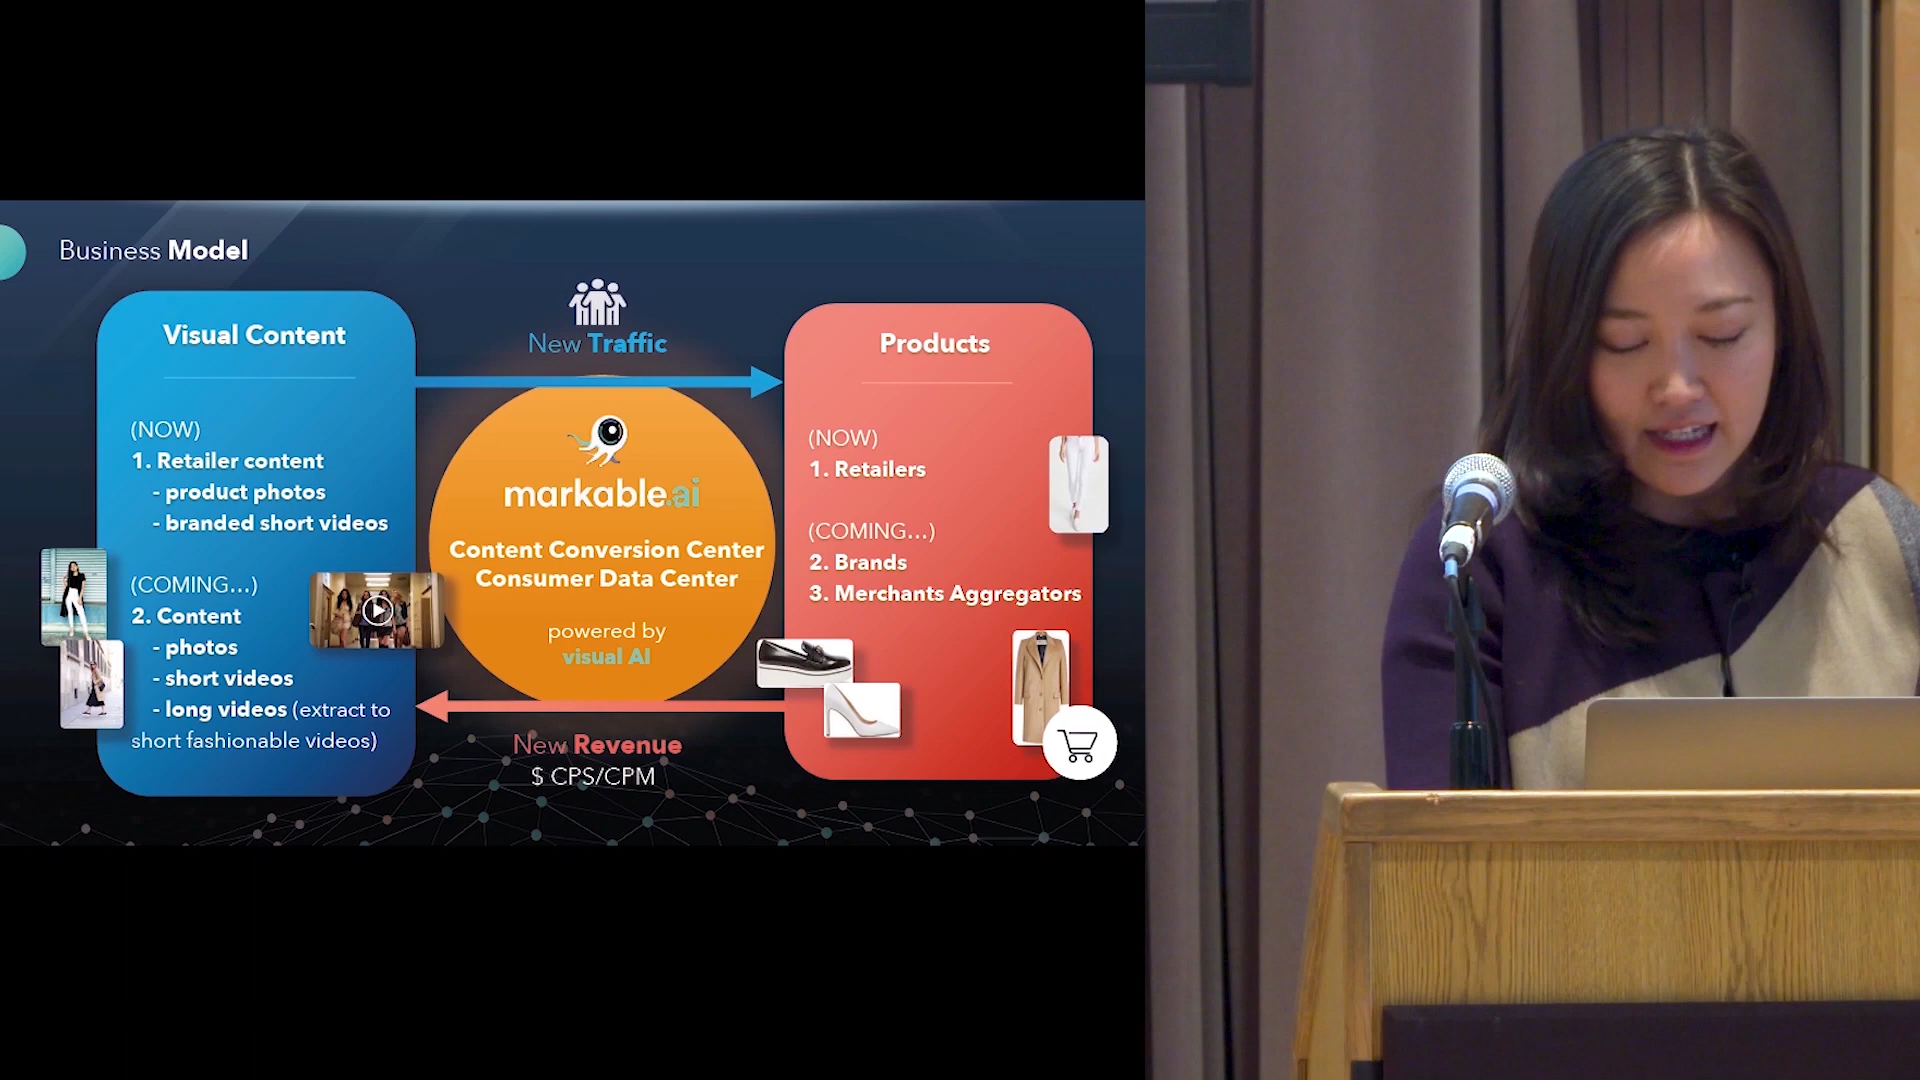 Business Model
Visual Content
(NOW)
1. Retailer content
- product photos
- branded short videos
(COMING...)
2. Content
- photos
- short videos
- long videos (extract to
short fashionable videos)
New Traffic
markable.ai
Content Conversion Center
Consumer Data Center
powered by
visual AI
New Revenue
$ CPS/CPM
Products
(NOW)
1. Retailers
(COMING...)
2. Brands
3. Merchants Aggregators